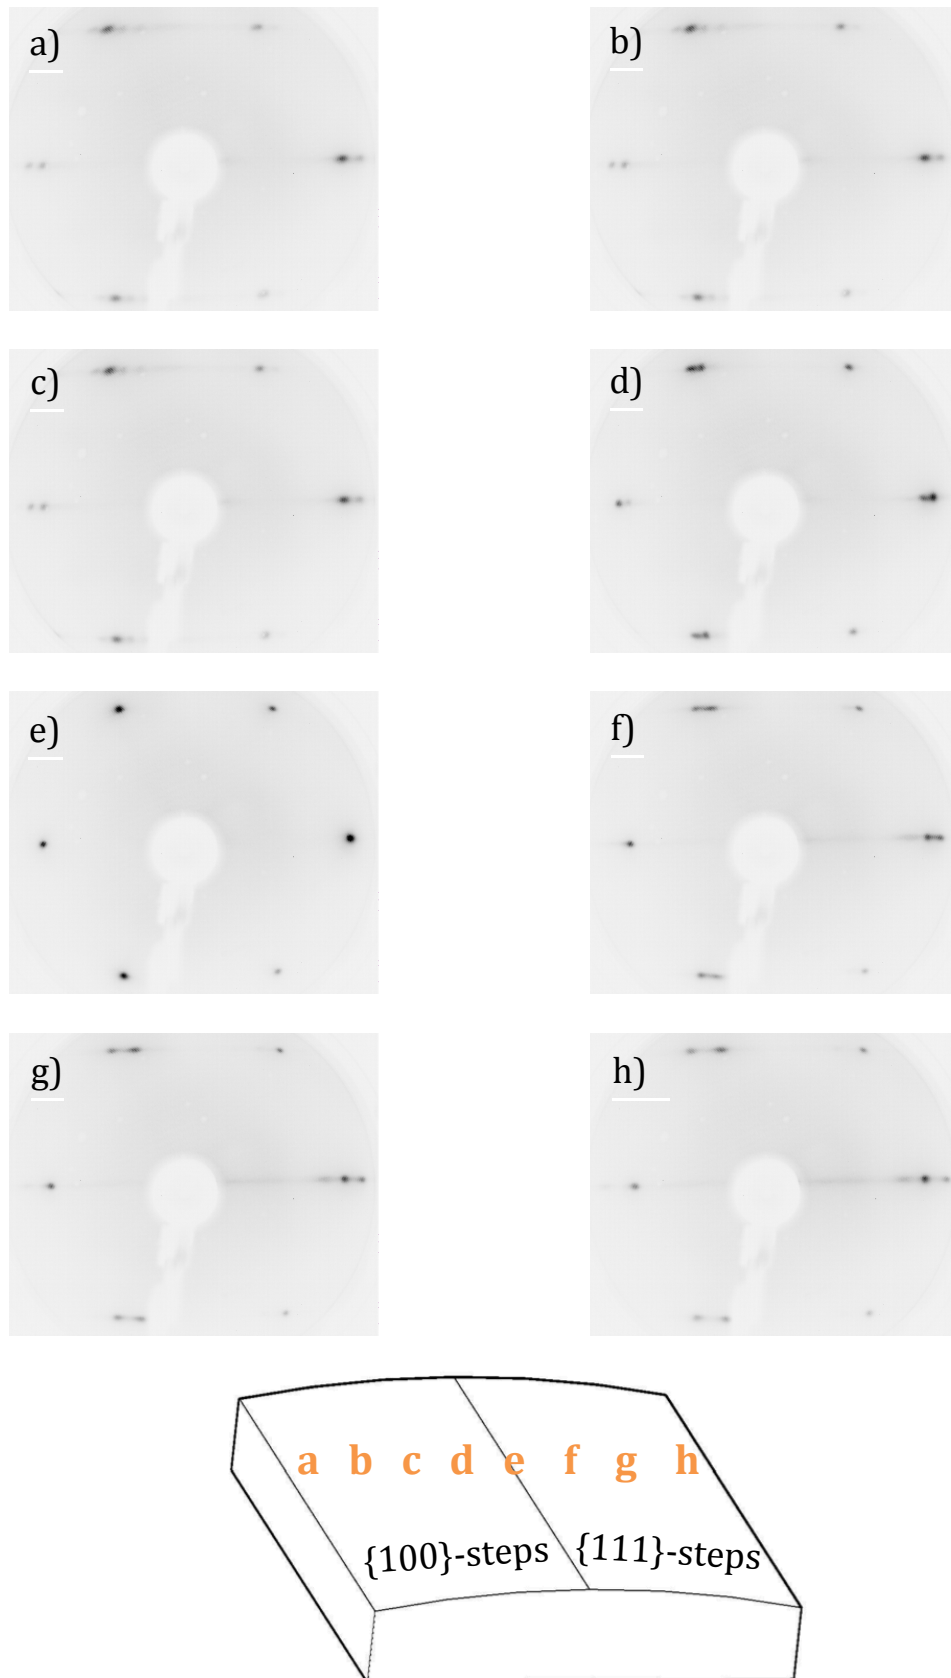 a)
b)
c)
d)
e)
f)
g)
h)
a b c d e f g h
{100}-steps {111}-steps